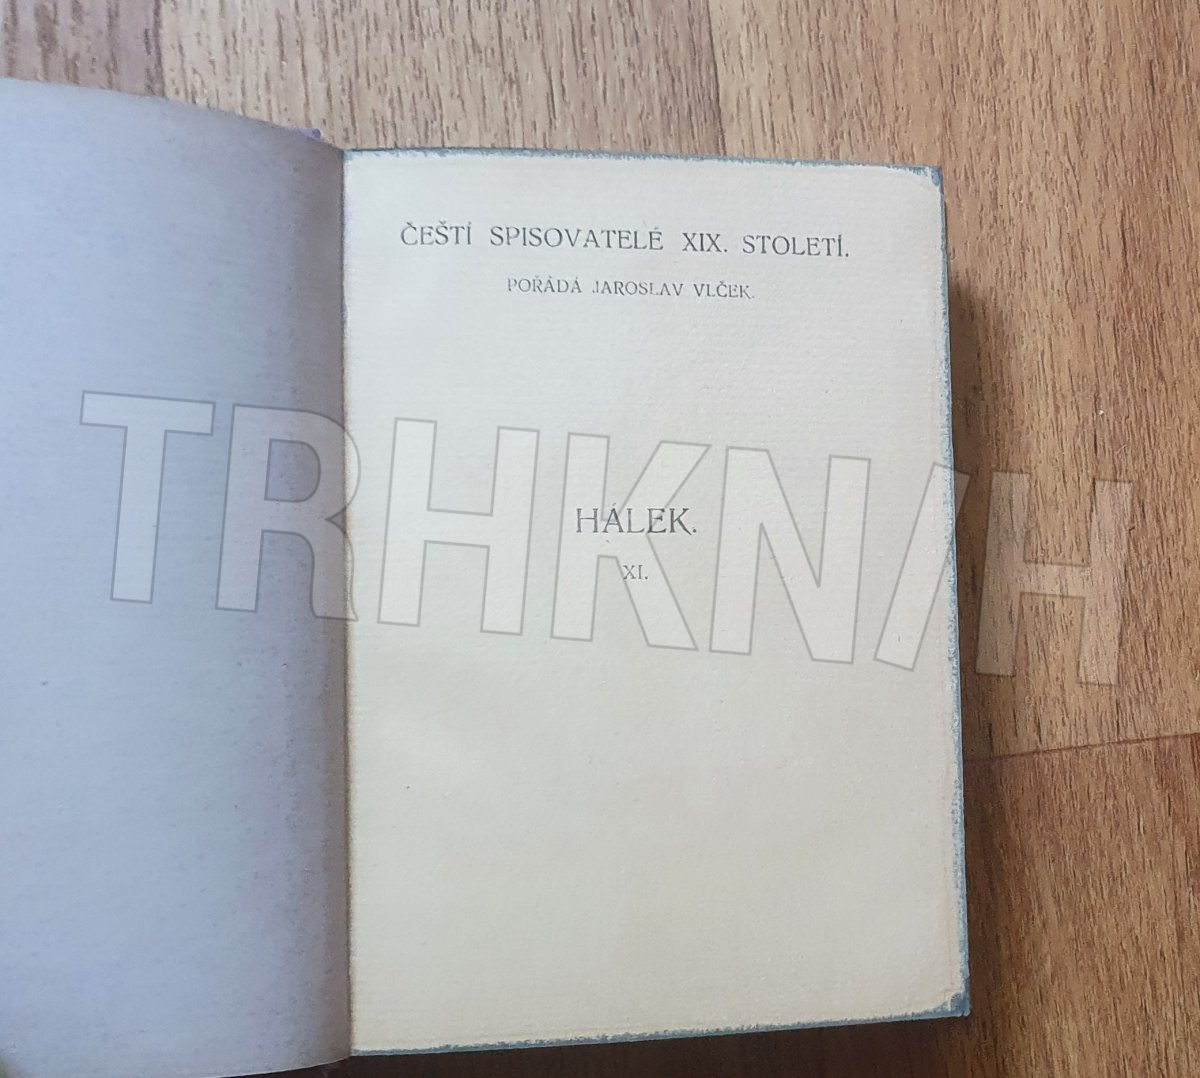 ČEŠTÍ SPISOVATELÉ XIX. STOLETÍ.
POŘÁDÁ JAROSLAV VLČEK.
HÁLEK.
XI.
TRHKNIH